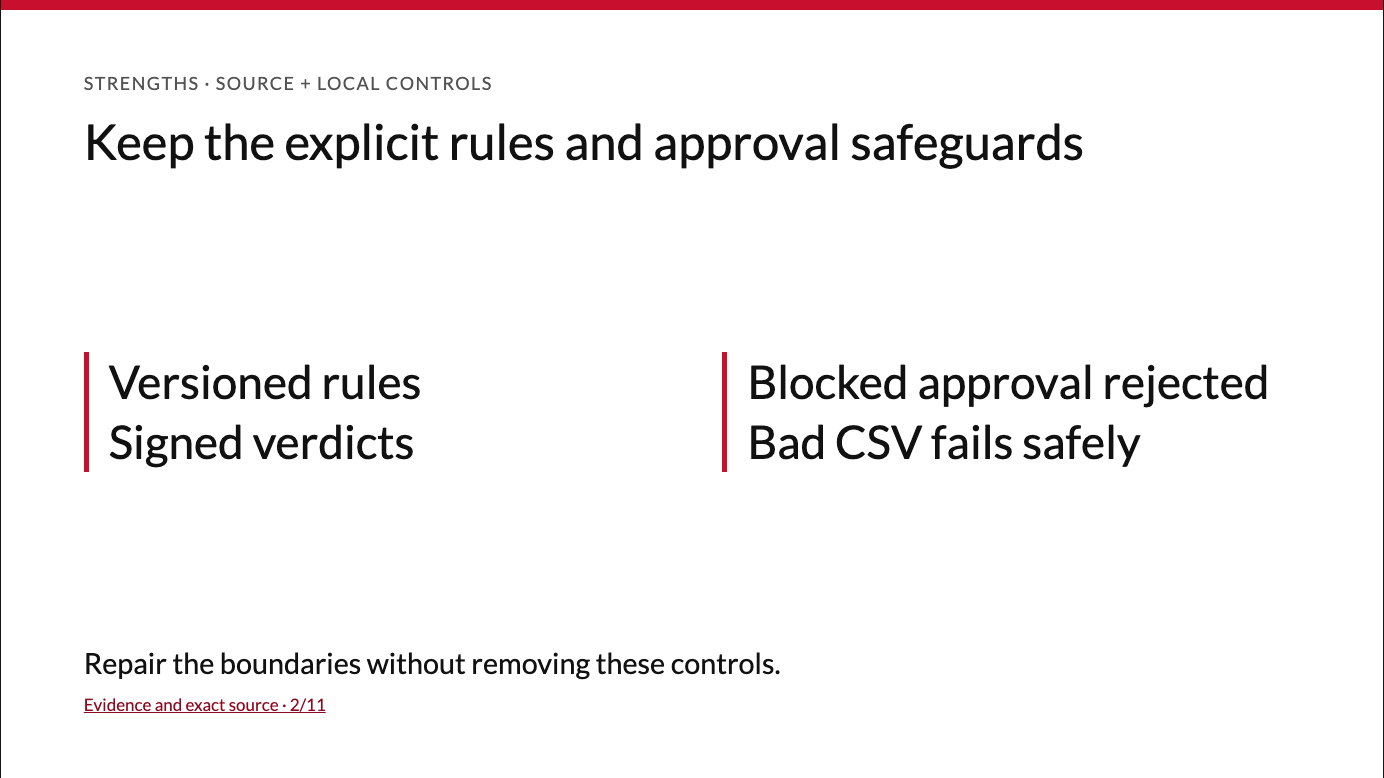 STRENGTHS · SOURCE + LOCAL CONTROLS
Keep the explicit rules and approval safeguards
Versioned rules
Signed verdicts
Blocked approval rejected
Bad CSV fails safely
Repair the boundaries without removing these controls.
Evidence and exact source · 2/11